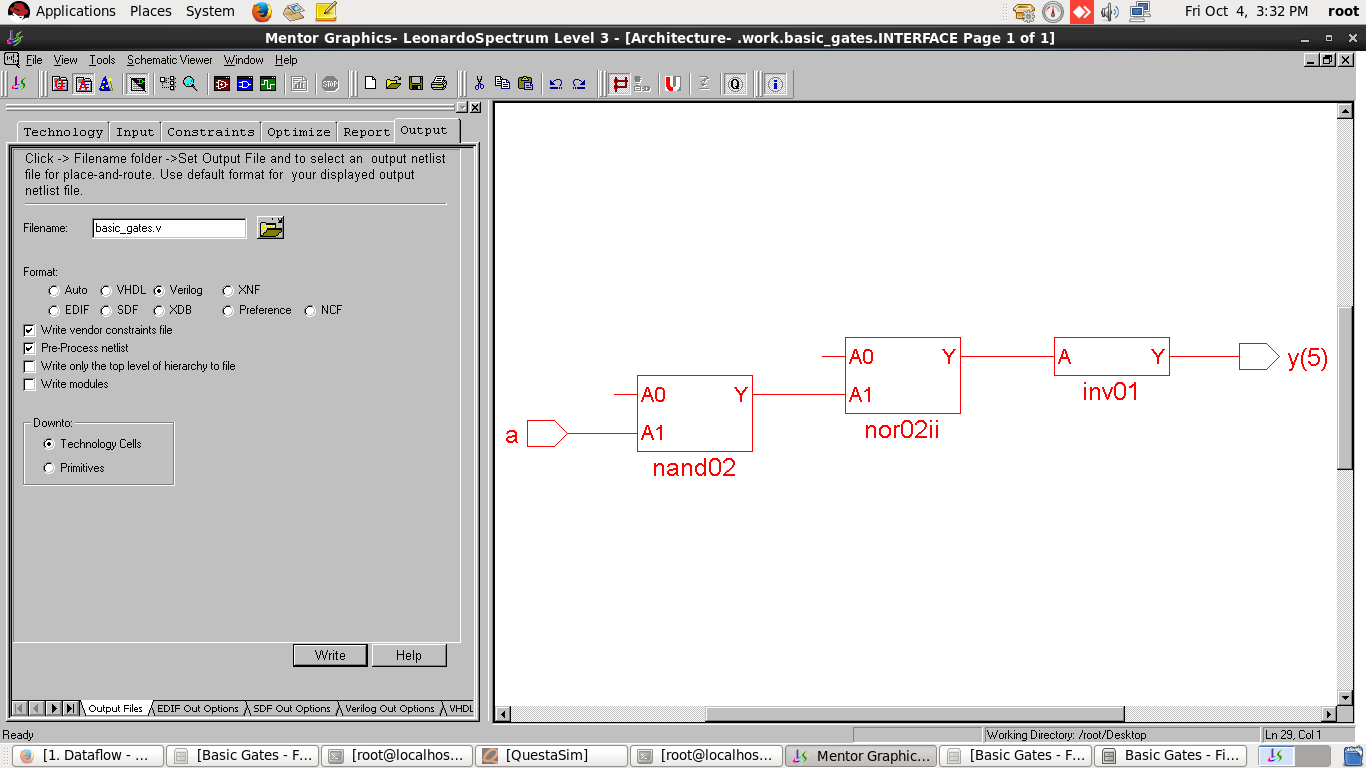 Applications Places System
Fri Oct 4, 3:32 PM root
Mentor Graphics- LeonardoSpectrum Level 3 - [Architecture- .work.basic_gates.INTERFACE Page 1 of 1]
File View Tools Schematic Viewer Window Help
Technology Input Constraints Optimize Report Output
Click -> Filename folder ->Set Output File and to select an output netlist
file for place-and-route. Use default format for your displayed output
netlist file.
Filename: basic_gates.v
Format:
Auto VHDL Verilog XNF
EDIF SDF XDB Preference NCF
Write vendor constraints file
Pre-Process netlist
Write only the top level of hierarchy to file
Write modules
Downto:
Technology Cells
Primitives
Write Help
Output Files EDIF Out Options SDF Out Options Verilog Out Options VHDL
a
A0 Y
A1
nand02
A0 Y
A1
nor02ii
A Y
inv01
y(5)
Ready
Working Directory: /root/Desktop
Ln 29, Col 1
[1. Dataflow - ... [Basic Gates - F... [root@localhos... [QuestaSim] [root@localhos... Mentor Graphic... [Basic Gates - F... Basic Gates - Fi...